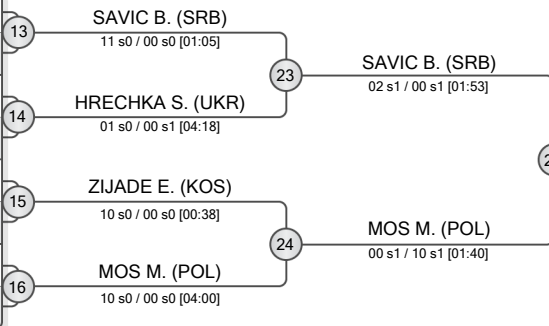 13
SAVIC B. (SRB)
11 s0 / 00 s0 [01:05]
23
SAVIC B. (SRB)
02 s1 / 00 s1 [01:53]
14
HRECHKA S. (UKR)
01 s0 / 00 s1 [04:18]
15
ZIJADE E. (KOS)
10 s0 / 00 s0 [00:38]
24
MOS M. (POL)
00 s1 / 10 s1 [01:40]
16
MOS M. (POL)
10 s0 / 00 s0 [04:00]